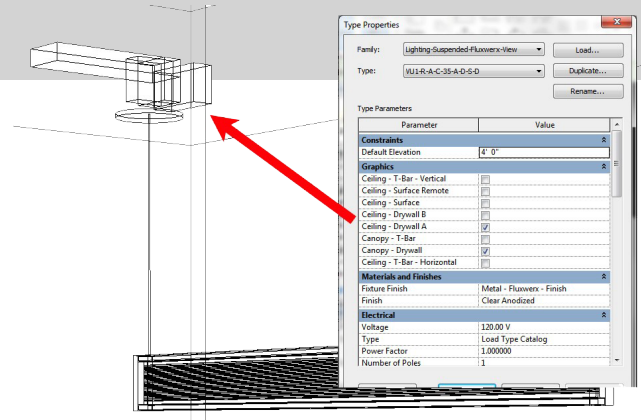 Type Properties
Family: Lighting-Suspended-Fluxwerx-View Load...
Type: VU1-R-A-C-35-A-D-S-D Duplicate...
Rename...
Type Parameters
Parameter Value
Constraints
Default Elevation 4' 0"
Graphics
Ceiling - T-Bar - Vertical
Ceiling - Surface Remote
Ceiling - Surface
Ceiling - Drywall B
Ceiling - Drywall A
Canopy - T-Bar
Canopy - Drywall
Ceiling - T-Bar - Horizontal
Materials and Finishes
Fixture Finish Metal - Fluxwerx - Finish
Finish Clear Anodized
Electrical
Voltage 120.00 V
Type Load Type Catalog
Power Factor 1.000000
Number of Poles 1